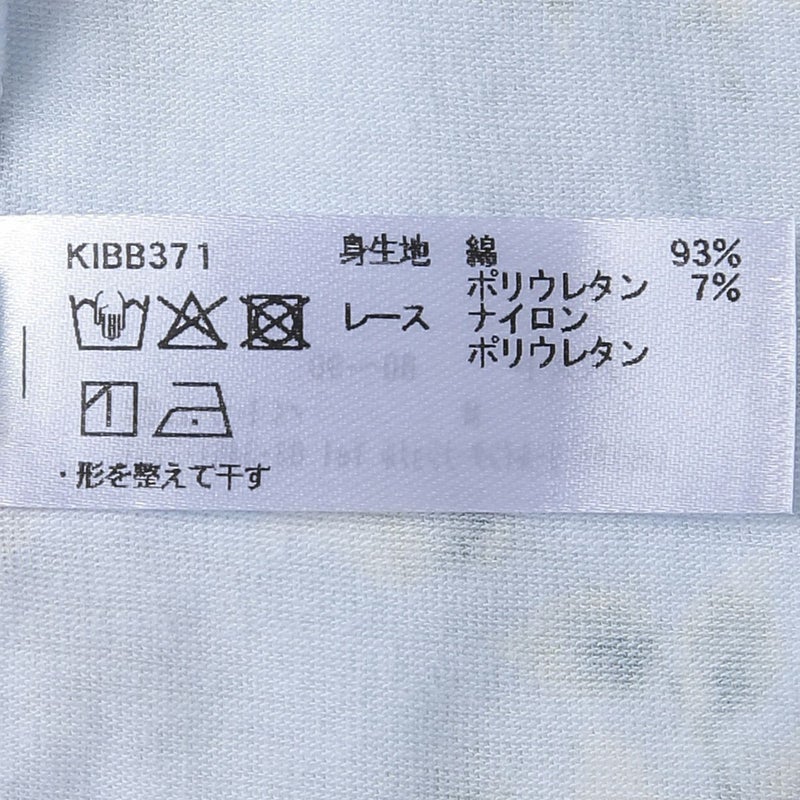 KIBB371 身生地 綿 93%
ポリウレタン 7%
レース ナイロン
ポリウレタン
・形を整えて干す